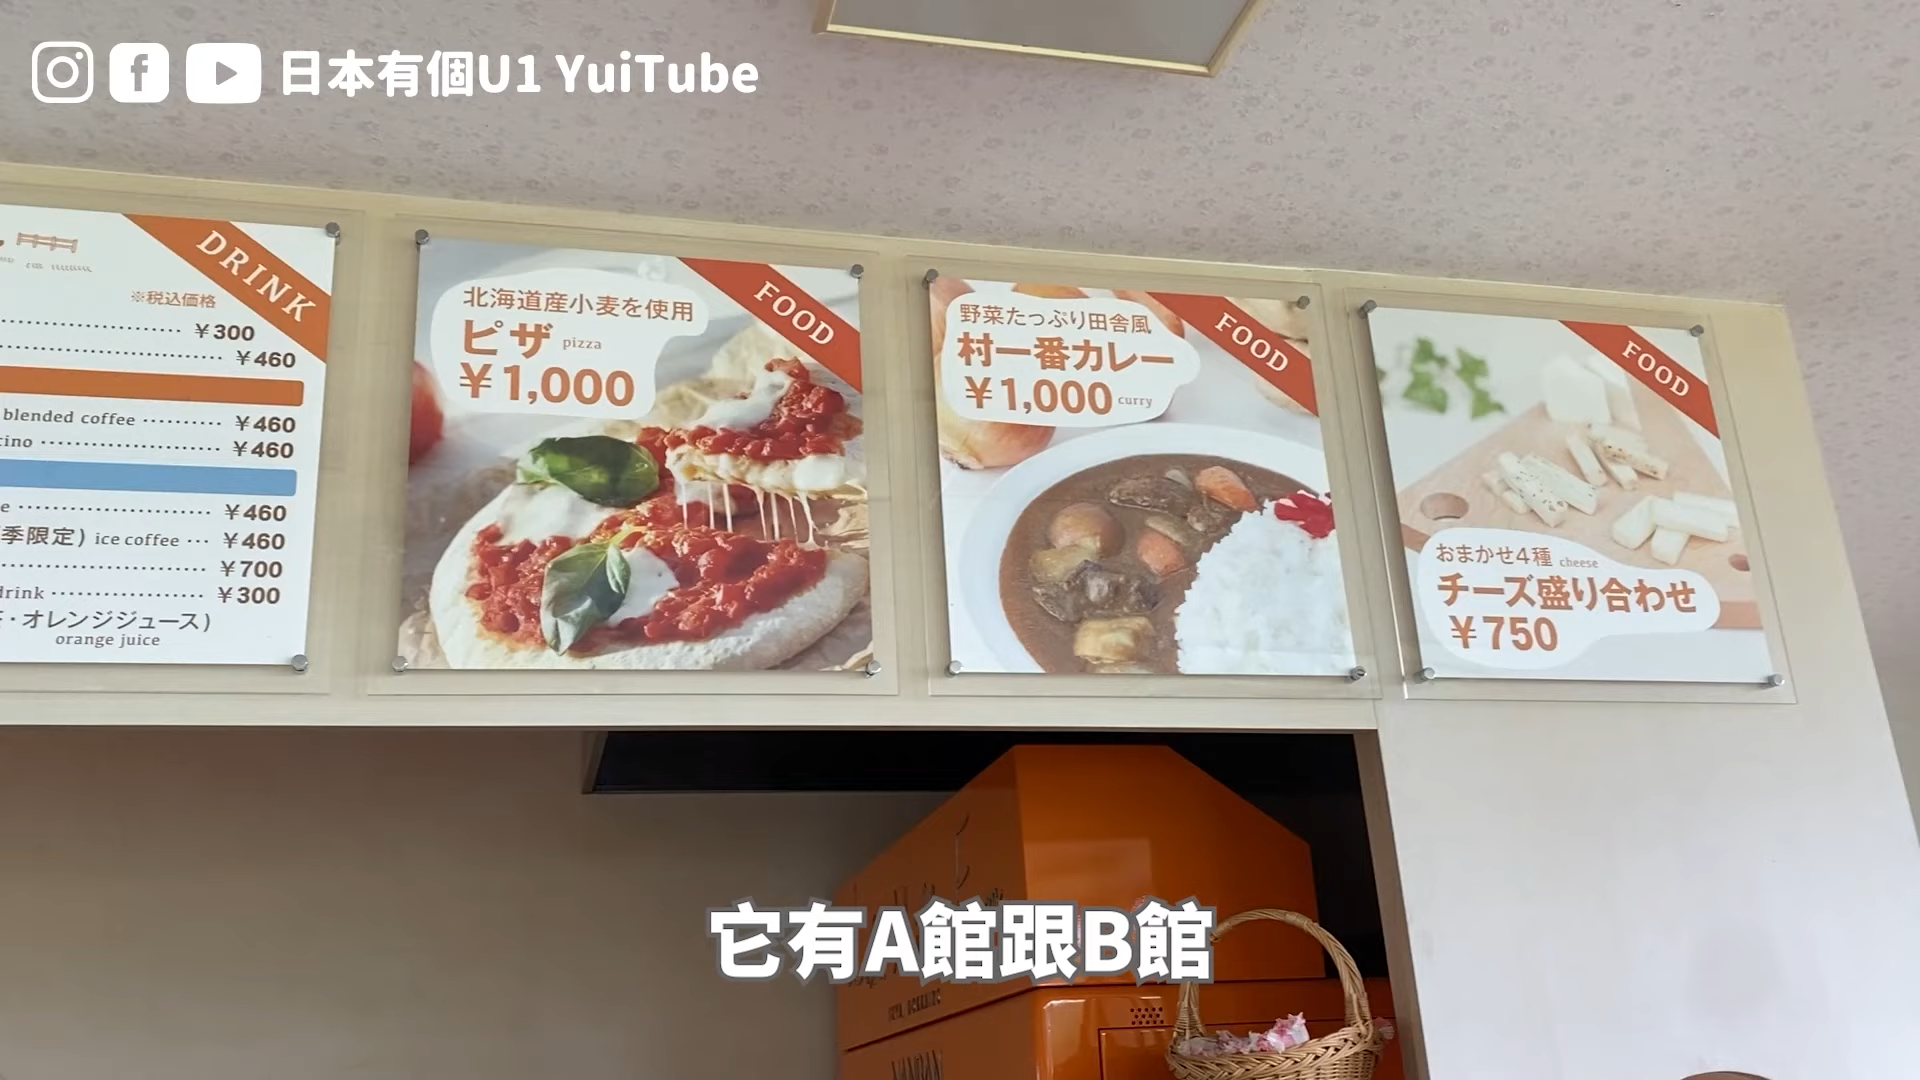 日本有個U1 YuiTube
DRINK
※税込価格
¥300
¥460
blended coffee ¥460
¥460
¥460
季限定) ice coffee ¥460
¥700
drink ¥300
・オレンジジュース)
orange juice
FOOD
北海道産小麦を使用
ピザ pizza
¥1,000
FOOD
野菜たっぷり田舎風
村一番カレー
¥1,000 curry
FOOD
おまかせ4種 cheese
チーズ盛り合わせ
¥750
它有A館跟B館